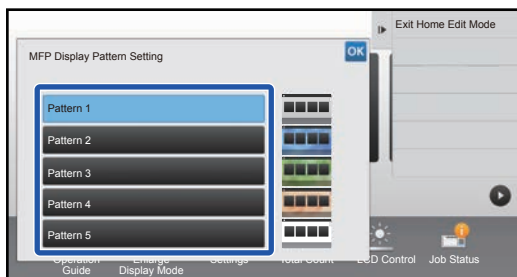 Exit Home Edit Mode
MFP Display Pattern Setting
OK
Pattern 1
Pattern 2
Pattern 3
Pattern 4
Pattern 5
Operation
Guide
Enlarge
Display Mode
Settings
Total Count
LCD Control
Job Status